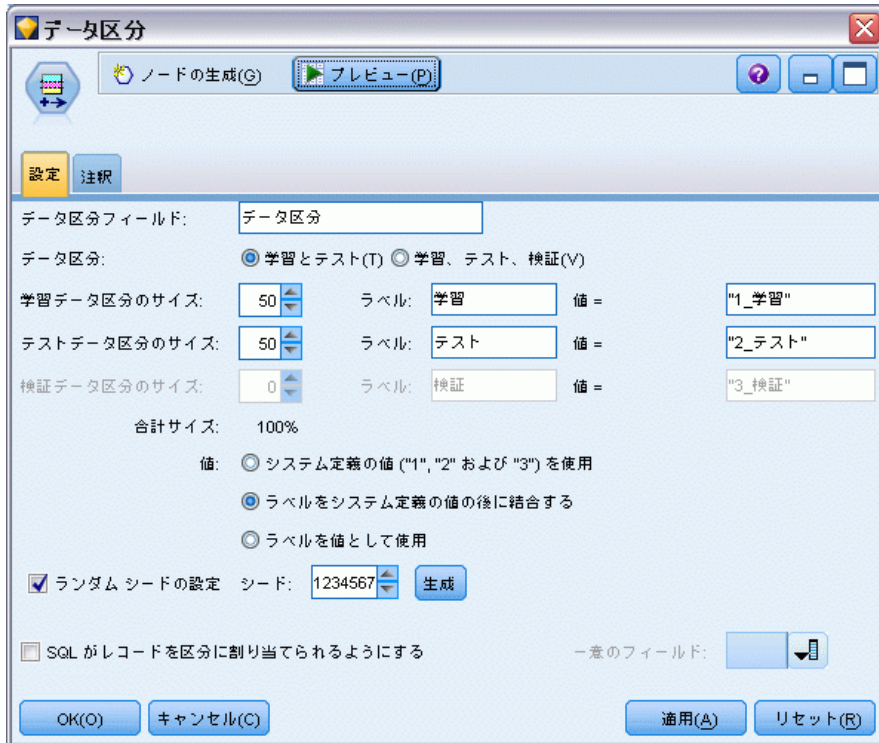 データ区分
ノードの生成(G)
プレビュー(P)
設定
注釈
データ区分フィールド: データ区分
データ区分: 学習とテスト(T) 学習、テスト、検証(V)
学習データ区分のサイズ: 50 ラベル: 学習 値 = "1_学習"
テストデータ区分のサイズ: 50 ラベル: テスト 値 = "2_テスト"
検証データ区分のサイズ: 0 ラベル: 検証 値 = "3_検証"
合計サイズ: 100%
値: システム定義の値 ("1", "2" および "3") を使用
ラベルをシステム定義の値の後に結合する
ラベルを値として使用
ランダム シードの設定 シード: 1234567 生成
SQL がレコードを区分に割り当てられるようにする 一意のフィールド:
OK(O) キャンセル(C) 適用(A) リセット(R)